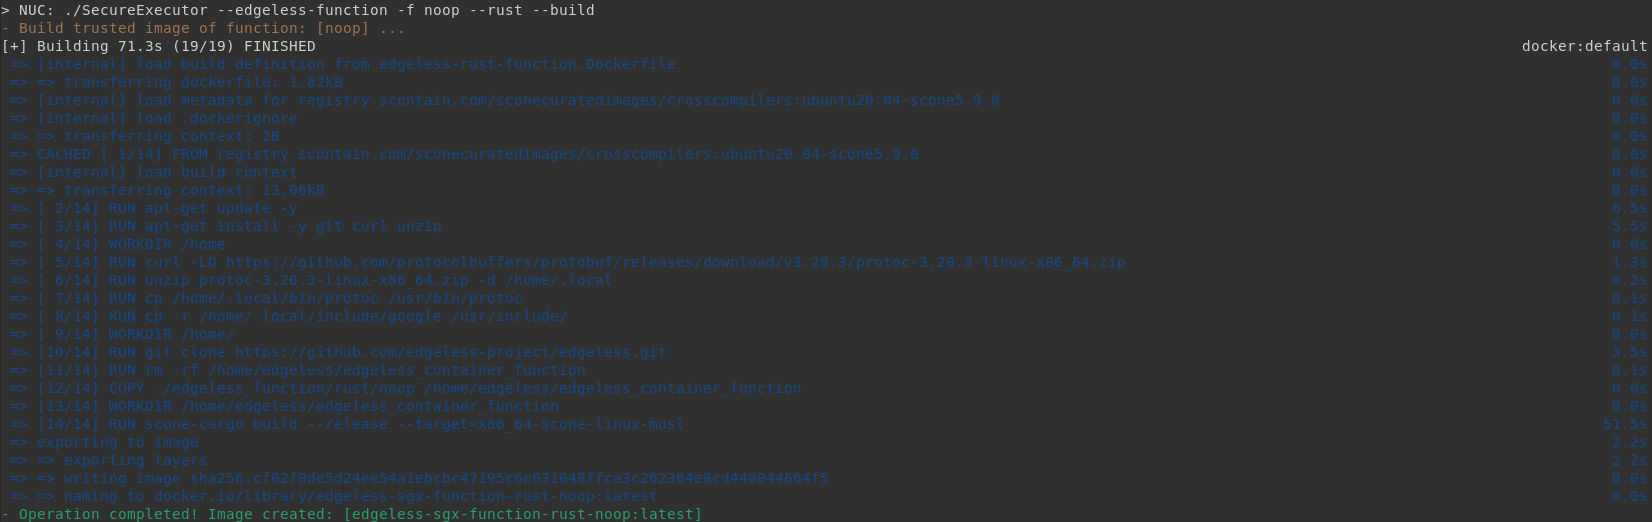 > NUC: ./SecureExecutor --edgeless-function -f noop --rust --build
- Build trusted image of function: [noop] ...
[+] Building 71.3s (19/19) FINISHED docker:default
=> [internal] load build definition from edgeless-rust-function.Dockerfile 0.0s
=> => transferring dockerfile: 1.82kB 0.0s
=> [internal] load metadata for registry.scontain.com/sconecuratedimages/crosscompilers:ubuntu20.04-scone5.9.0 0.0s
=> [internal] load .dockerignore 0.0s
=> => transferring context: 2B 0.0s
=> CACHED [ 1/14] FROM registry.scontain.com/sconecuratedimages/crosscompilers:ubuntu20.04-scone5.9.0 0.0s
=> [internal] load build context 0.0s
=> => transferring context: 13.06kB 0.0s
=> [ 2/14] RUN apt-get update -y 6.5s
=> [ 3/14] RUN apt-get install -y git curl unzip 5.5s
=> [ 4/14] WORKDIR /home 0.0s
=> [ 5/14] RUN curl -LO https://github.com/protocolbuffers/protobuf/releases/download/v3.20.3/protoc-3.20.3-linux-x86_64.zip 1.3s
=> [ 6/14] RUN unzip protoc-3.20.3-linux-x86_64.zip -d /home/.local 0.2s
=> [ 7/14] RUN cp /home/.local/bin/protoc /usr/bin/protoc 0.1s
=> [ 8/14] RUN cp -r /home/.local/include/google /usr/include/ 0.1s
=> [ 9/14] WORKDIR /home/ 0.0s
=> [10/14] RUN git clone https://github.com/edgeless-project/edgeless.git 3.5s
=> [11/14] RUN rm -rf /home/edgeless/edgeless_container_function 0.1s
=> [12/14] COPY ./edgeless_function/rust/noop /home/edgeless/edgeless_container_function 0.0s
=> [13/14] WORKDIR /home/edgeless/edgeless_container_function 0.0s
=> [14/14] RUN scone-cargo build --release --target=x86_64-scone-linux-musl 51.5s
=> exporting to image 2.2s
=> => exporting layers 2.2s
=> => writing image sha256:cf02f8de5d24ee54a1ebcbc47195c6e631048ffca3c262364e8cd440044664f5 0.0s
=> => naming to docker.io/library/edgeless-sgx-function-rust-noop:latest 0.0s
- Operation completed! Image created: [edgeless-sgx-function-rust-noop:latest]